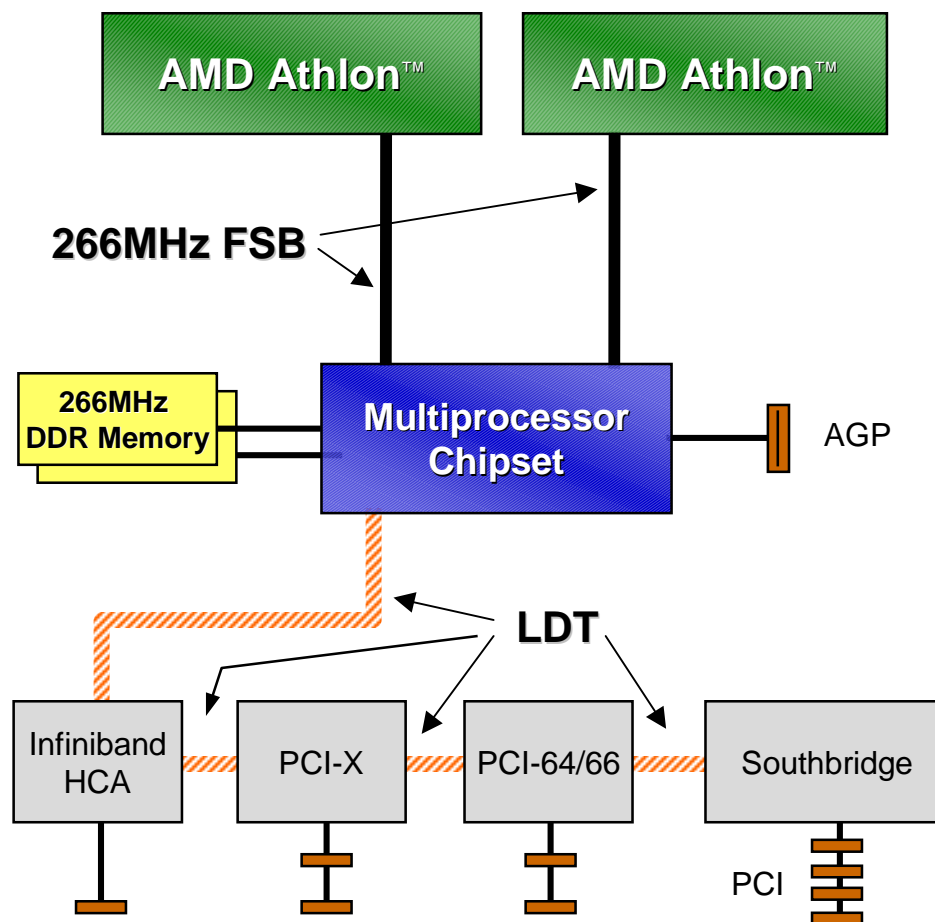 AMD Athlon™
AMD Athlon™
266MHz FSB
266MHz
DDR Memory
Multiprocessor
Chipset
AGP
LDT
Infiniband
HCA
PCI-X
PCI-64/66
Southbridge
PCI